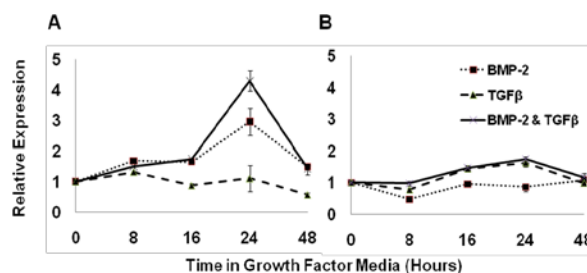 A
B
5
4
3
2
1
0
0 8 16 24 48
5
4
3
2
1
0
0 8 16 24 48
BMP-2
TGFβ
BMP-2 & TGFβ
Relative Expression
Time in Growth Factor Media (Hours)